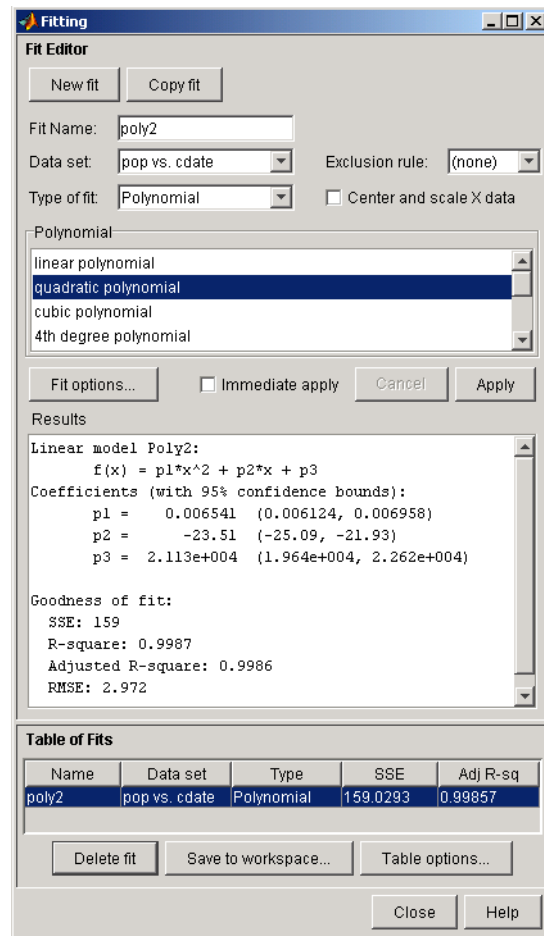 Fitting
Fit Editor
New fit Copy fit
Fit Name: poly2
Data set: pop vs. cdate Exclusion rule: (none)
Type of fit: Polynomial Center and scale X data
Polynomial
linear polynomial
quadratic polynomial
cubic polynomial
4th degree polynomial
Fit options... Immediate apply Cancel Apply
Results
Linear model Poly2:
f(x) = p1*x^2 + p2*x + p3
Coefficients (with 95% confidence bounds):
p1 = 0.006541 (0.006124, 0.006958)
p2 = -23.51 (-25.09, -21.93)
p3 = 2.113e+004 (1.964e+004, 2.262e+004)
Goodness of fit:
SSE: 159
R-square: 0.9987
Adjusted R-square: 0.9986
RMSE: 2.972
Table of Fits
Name Data set Type SSE Adj R-sq
poly2 pop vs. cdate Polynomial 159.0293 0.99857
Delete fit Save to workspace... Table options...
Close Help